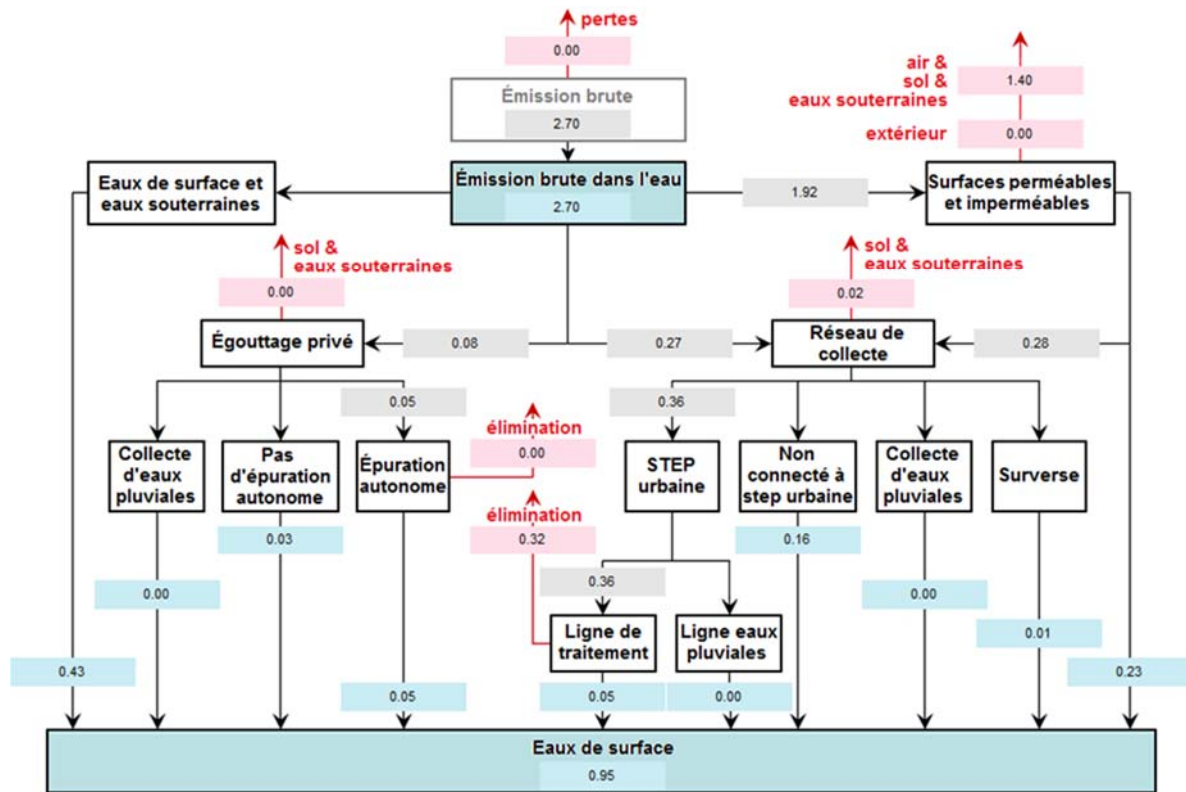 pertes
0.00
Émission brute
2.70
air &
sol &
eaux souterraines
1.40
extérieur
0.00
Eaux de surface et
eaux souterraines
Émission brute dans l'eau
2.70
1.92
Surfaces perméables
et imperméables
sol &
eaux souterraines
0.00
sol &
eaux souterraines
0.02
Égouttage privé
0.08
0.27
Réseau de
collecte
0.28
0.05
0.36
élimination
0.00
Collecte
d'eaux
pluviales
Pas
d'épuration
autonome
Épuration
autonome
STEP
urbaine
Non
connecté à
step urbaine
Collecte
d'eaux
pluviales
Surverse
élimination
0.32
0.03
0.16
0.00
0.36
0.00
Ligne de
traitement
Ligne eaux
pluviales
0.01
0.43
0.05
0.05
0.00
0.23
Eaux de surface
0.95